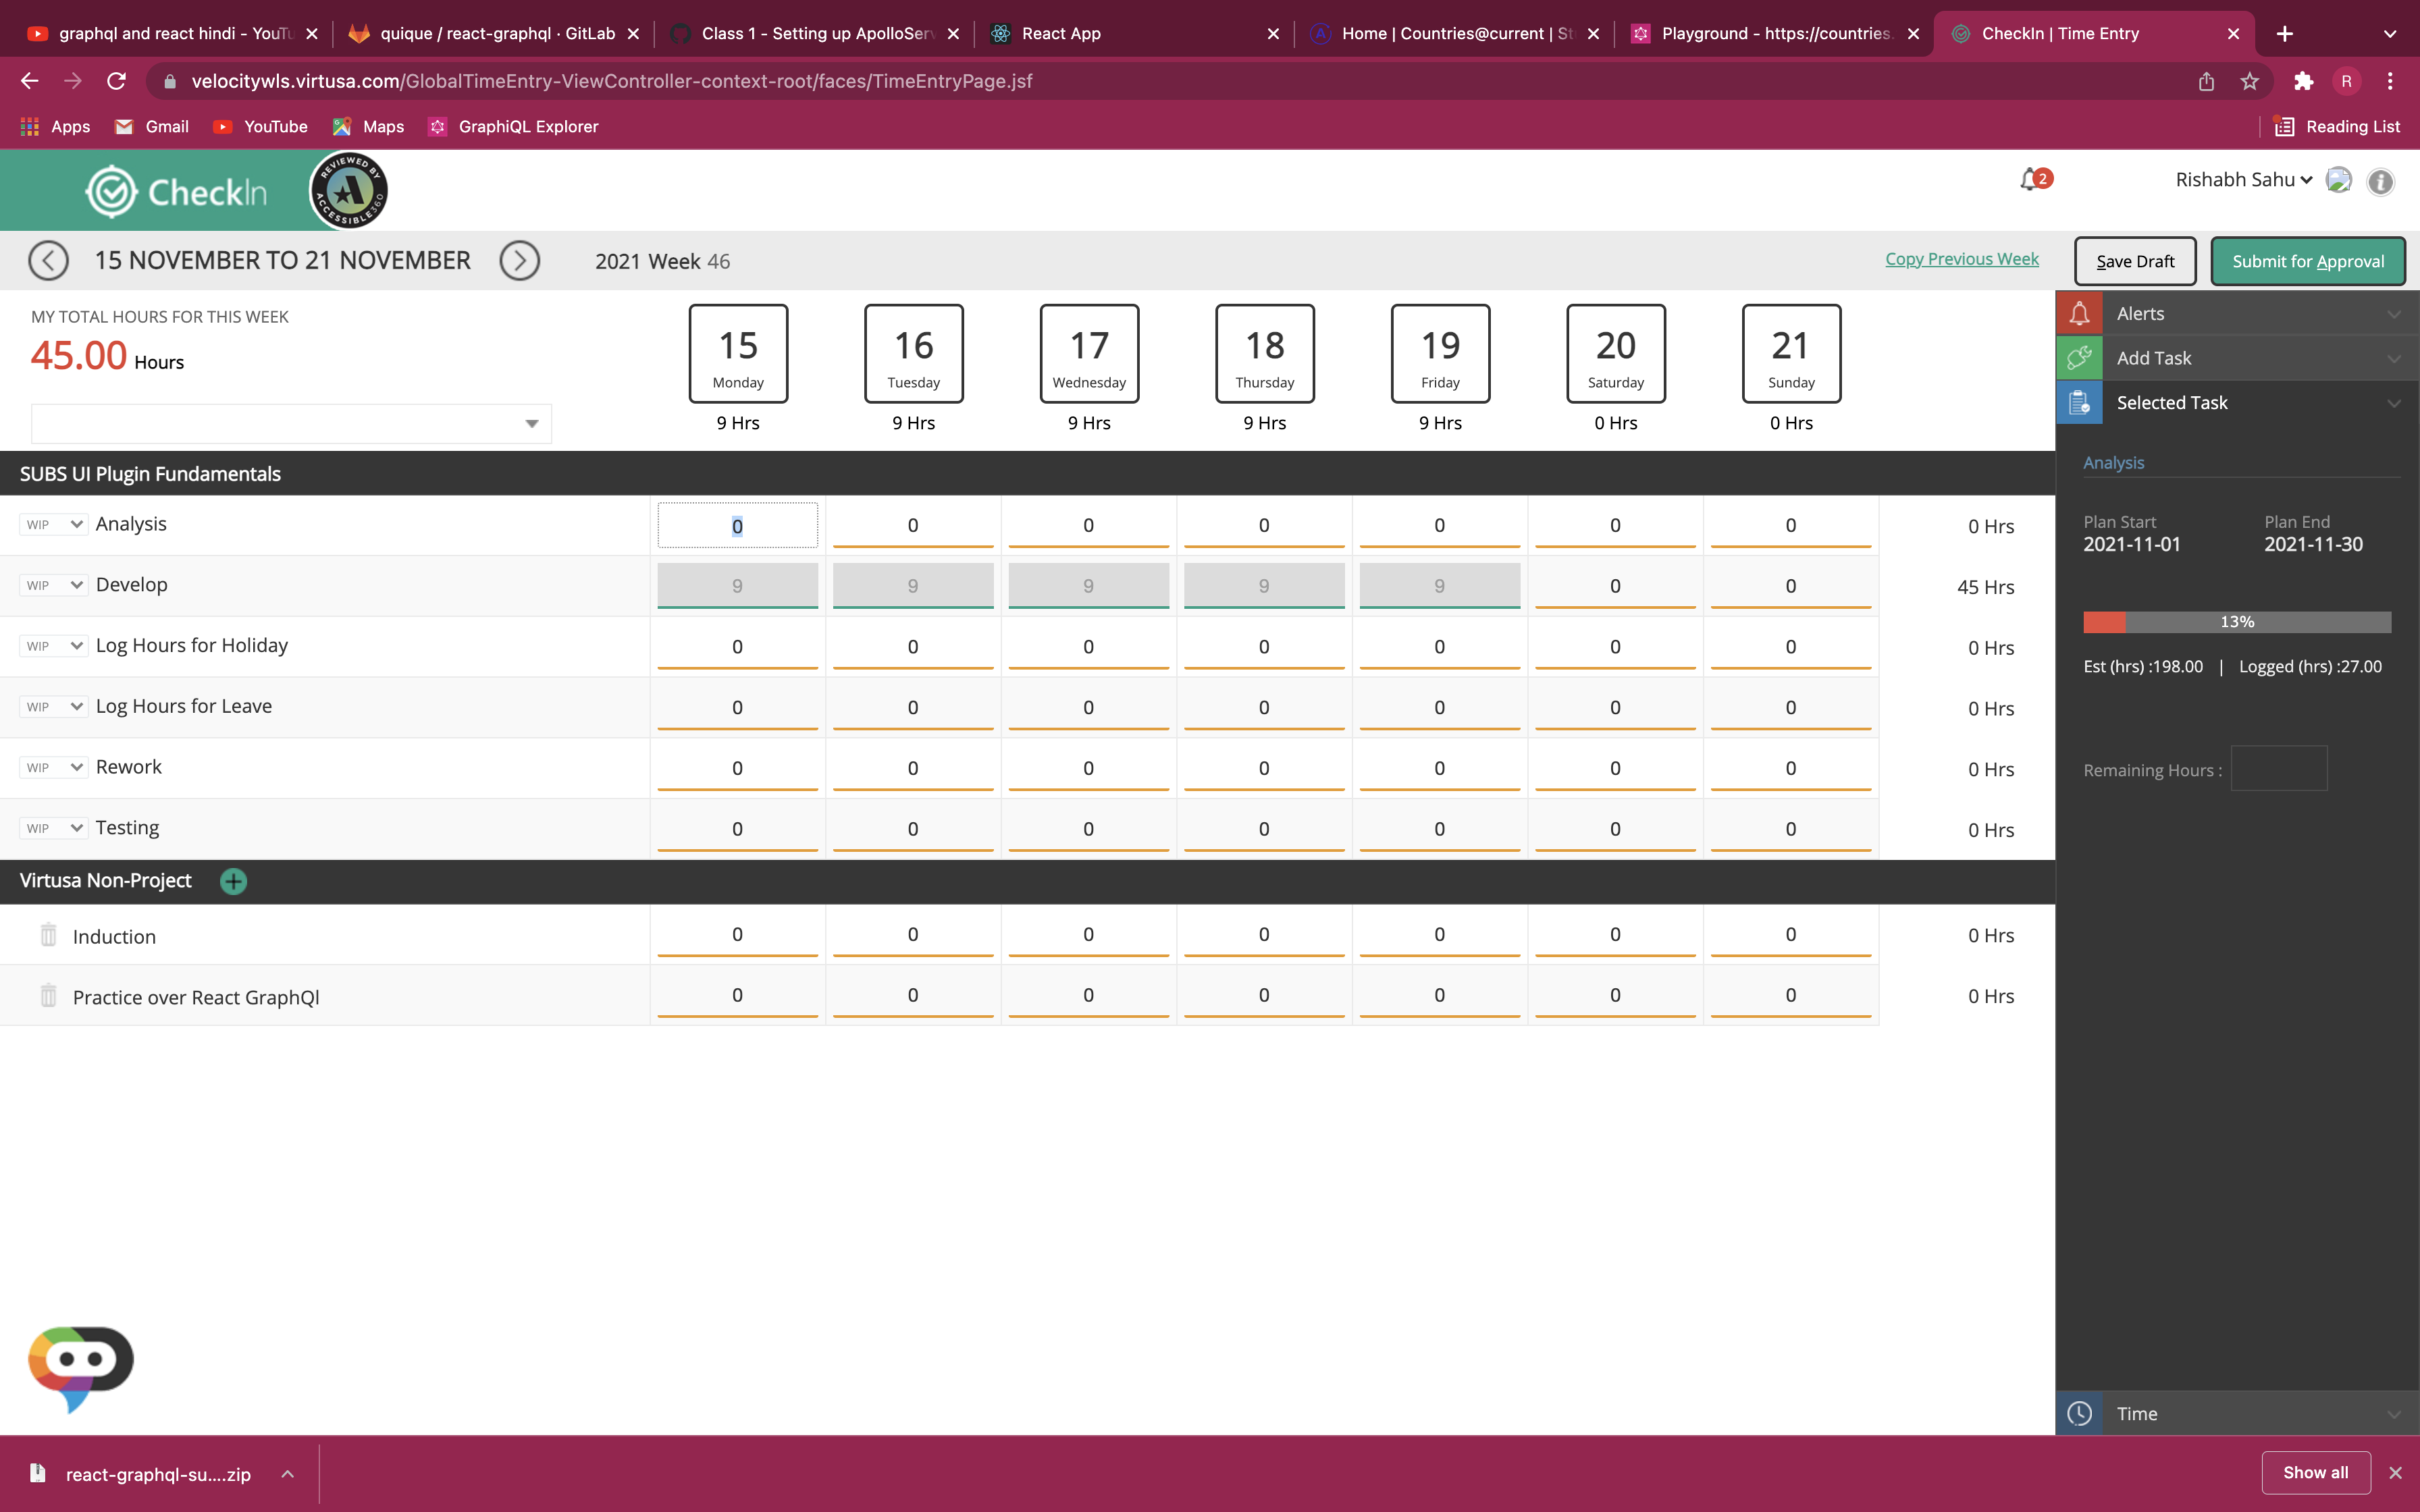 graphql and react hindi - YouTu
quique / react-graphql · GitLab
Class 1 - Setting up ApolloServ
React App
Home | Countries@current | St
Playground - https://countries.
CheckIn | Time Entry
velocitywls.virtusa.com/GlobalTimeEntry-ViewController-context-root/faces/TimeEntryPage.jsf
R
Apps Gmail YouTube Maps GraphiQL Explorer Reading List
CheckIn
REVIEWED BY
A
ACCESSIBLE360
2
Rishabh Sahu
15 NOVEMBER TO 21 NOVEMBER 2021 Week 46
Copy Previous Week Save Draft Submit for Approval
MY TOTAL HOURS FOR THIS WEEK
45.00 Hours
15 16 17 18 19 20 21
Monday Tuesday Wednesday Thursday Friday Saturday Sunday
9 Hrs 9 Hrs 9 Hrs 9 Hrs 9 Hrs 0 Hrs 0 Hrs
SUBS UI Plugin Fundamentals
WIP Analysis 0 0 0 0 0 0 0 0 Hrs
WIP Develop 9 9 9 9 9 0 0 45 Hrs
WIP Log Hours for Holiday 0 0 0 0 0 0 0 0 Hrs
WIP Log Hours for Leave 0 0 0 0 0 0 0 0 Hrs
WIP Rework 0 0 0 0 0 0 0 0 Hrs
WIP Testing 0 0 0 0 0 0 0 0 Hrs
Virtusa Non-Project
Induction 0 0 0 0 0 0 0 0 Hrs
Practice over React GraphQl 0 0 0 0 0 0 0 0 Hrs
Alerts
Add Task
Selected Task
Analysis
Plan Start Plan End
2021-11-01 2021-11-30
13%
Est (hrs) :198.00 | Logged (hrs) :27.00
Remaining Hours :
Time
react-graphql-su....zip
Show all